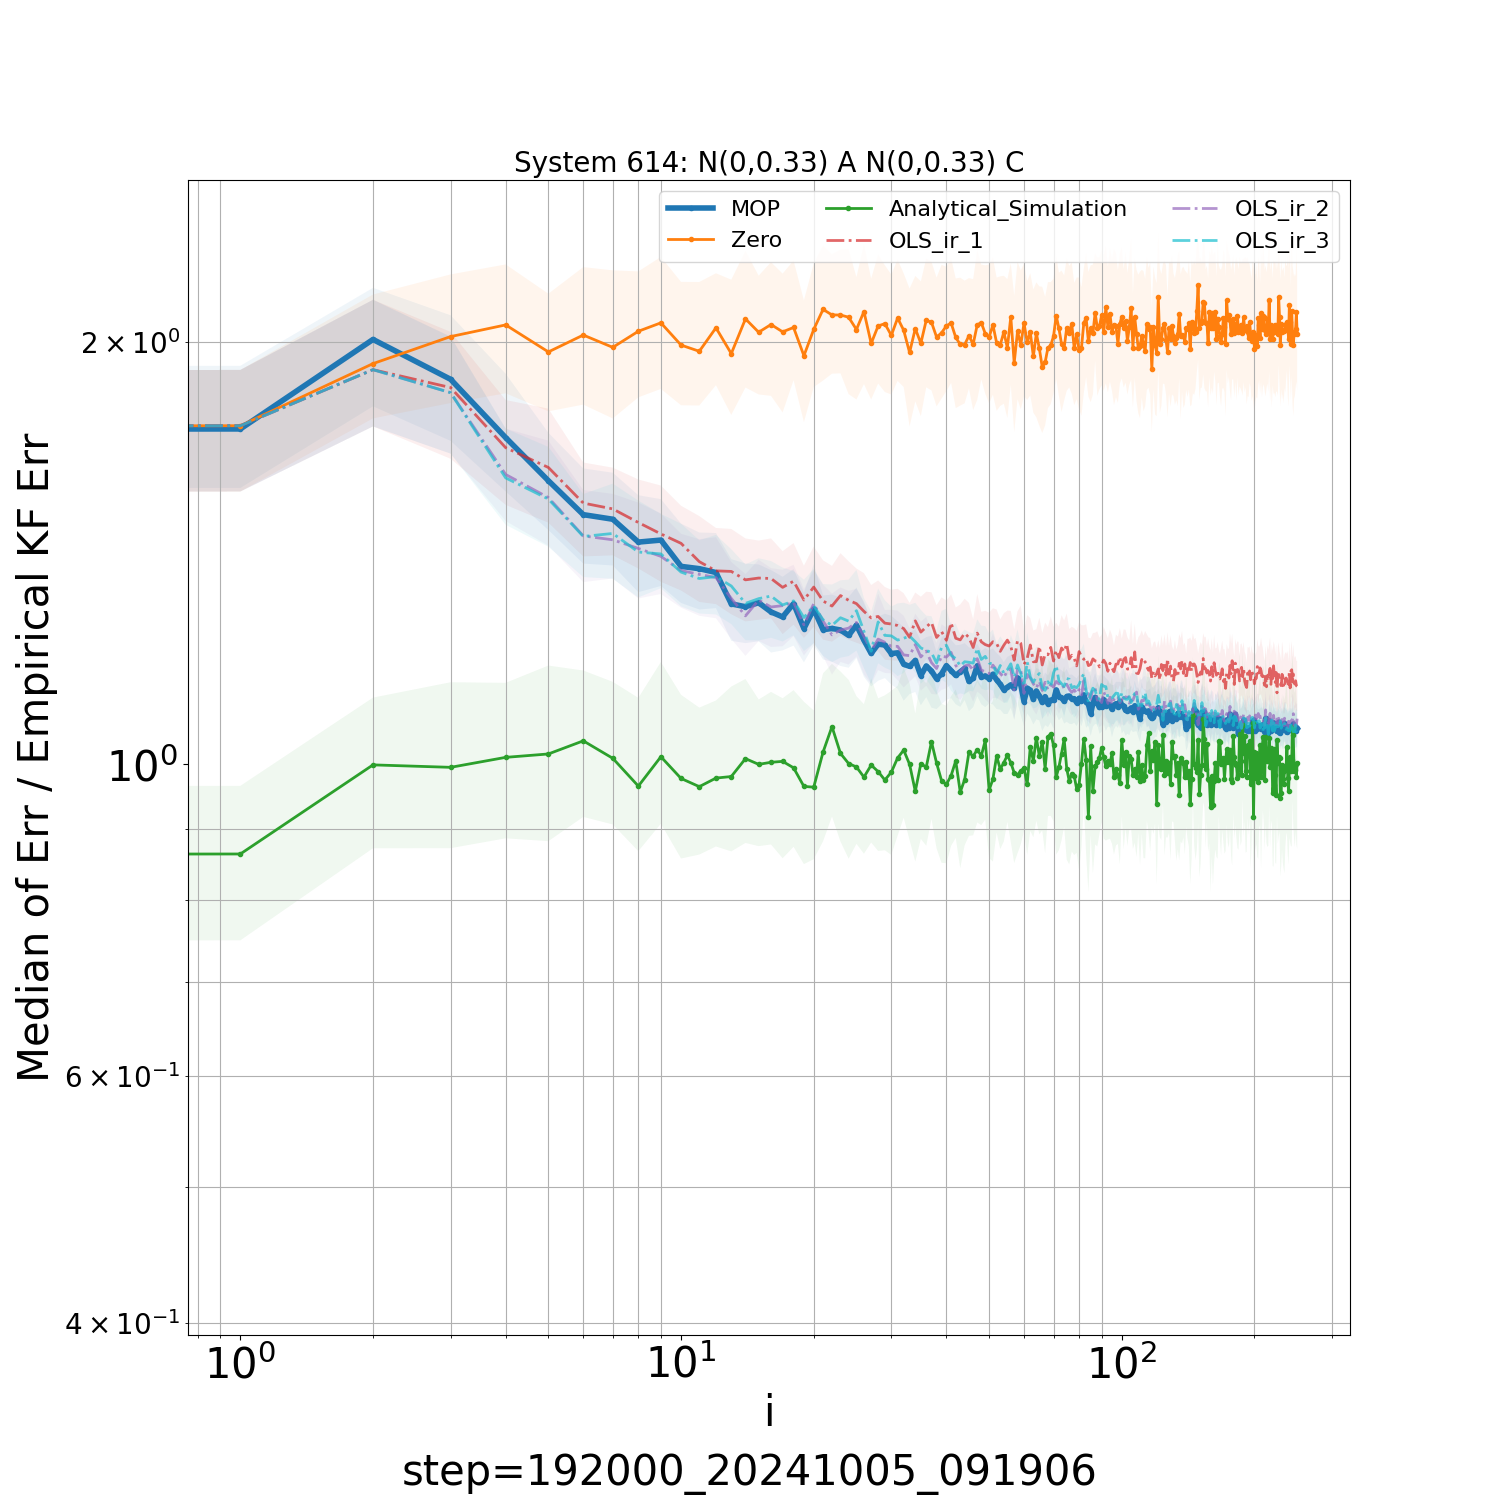 System 614: N(0,0.33) A N(0,0.33) C
MOP
Zero
Analytical_Simulation
OLS_ir_1
OLS_ir_2
OLS_ir_3
Median of Err / Empirical KF Err
2 × 10⁰
10⁰
6 × 10⁻¹
4 × 10⁻¹
10⁰ 10¹ 10²
i
step=192000_20241005_091906